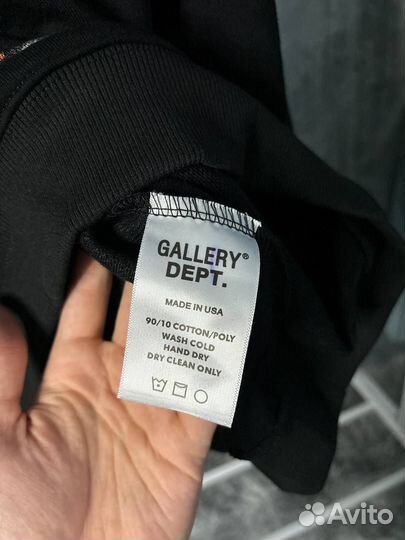 GALLERY®
DEPT.
MADE IN USA
90/10 COTTON/POLY
WASH COLD
HAND DRY
DRY CLEAN ONLY
Avito